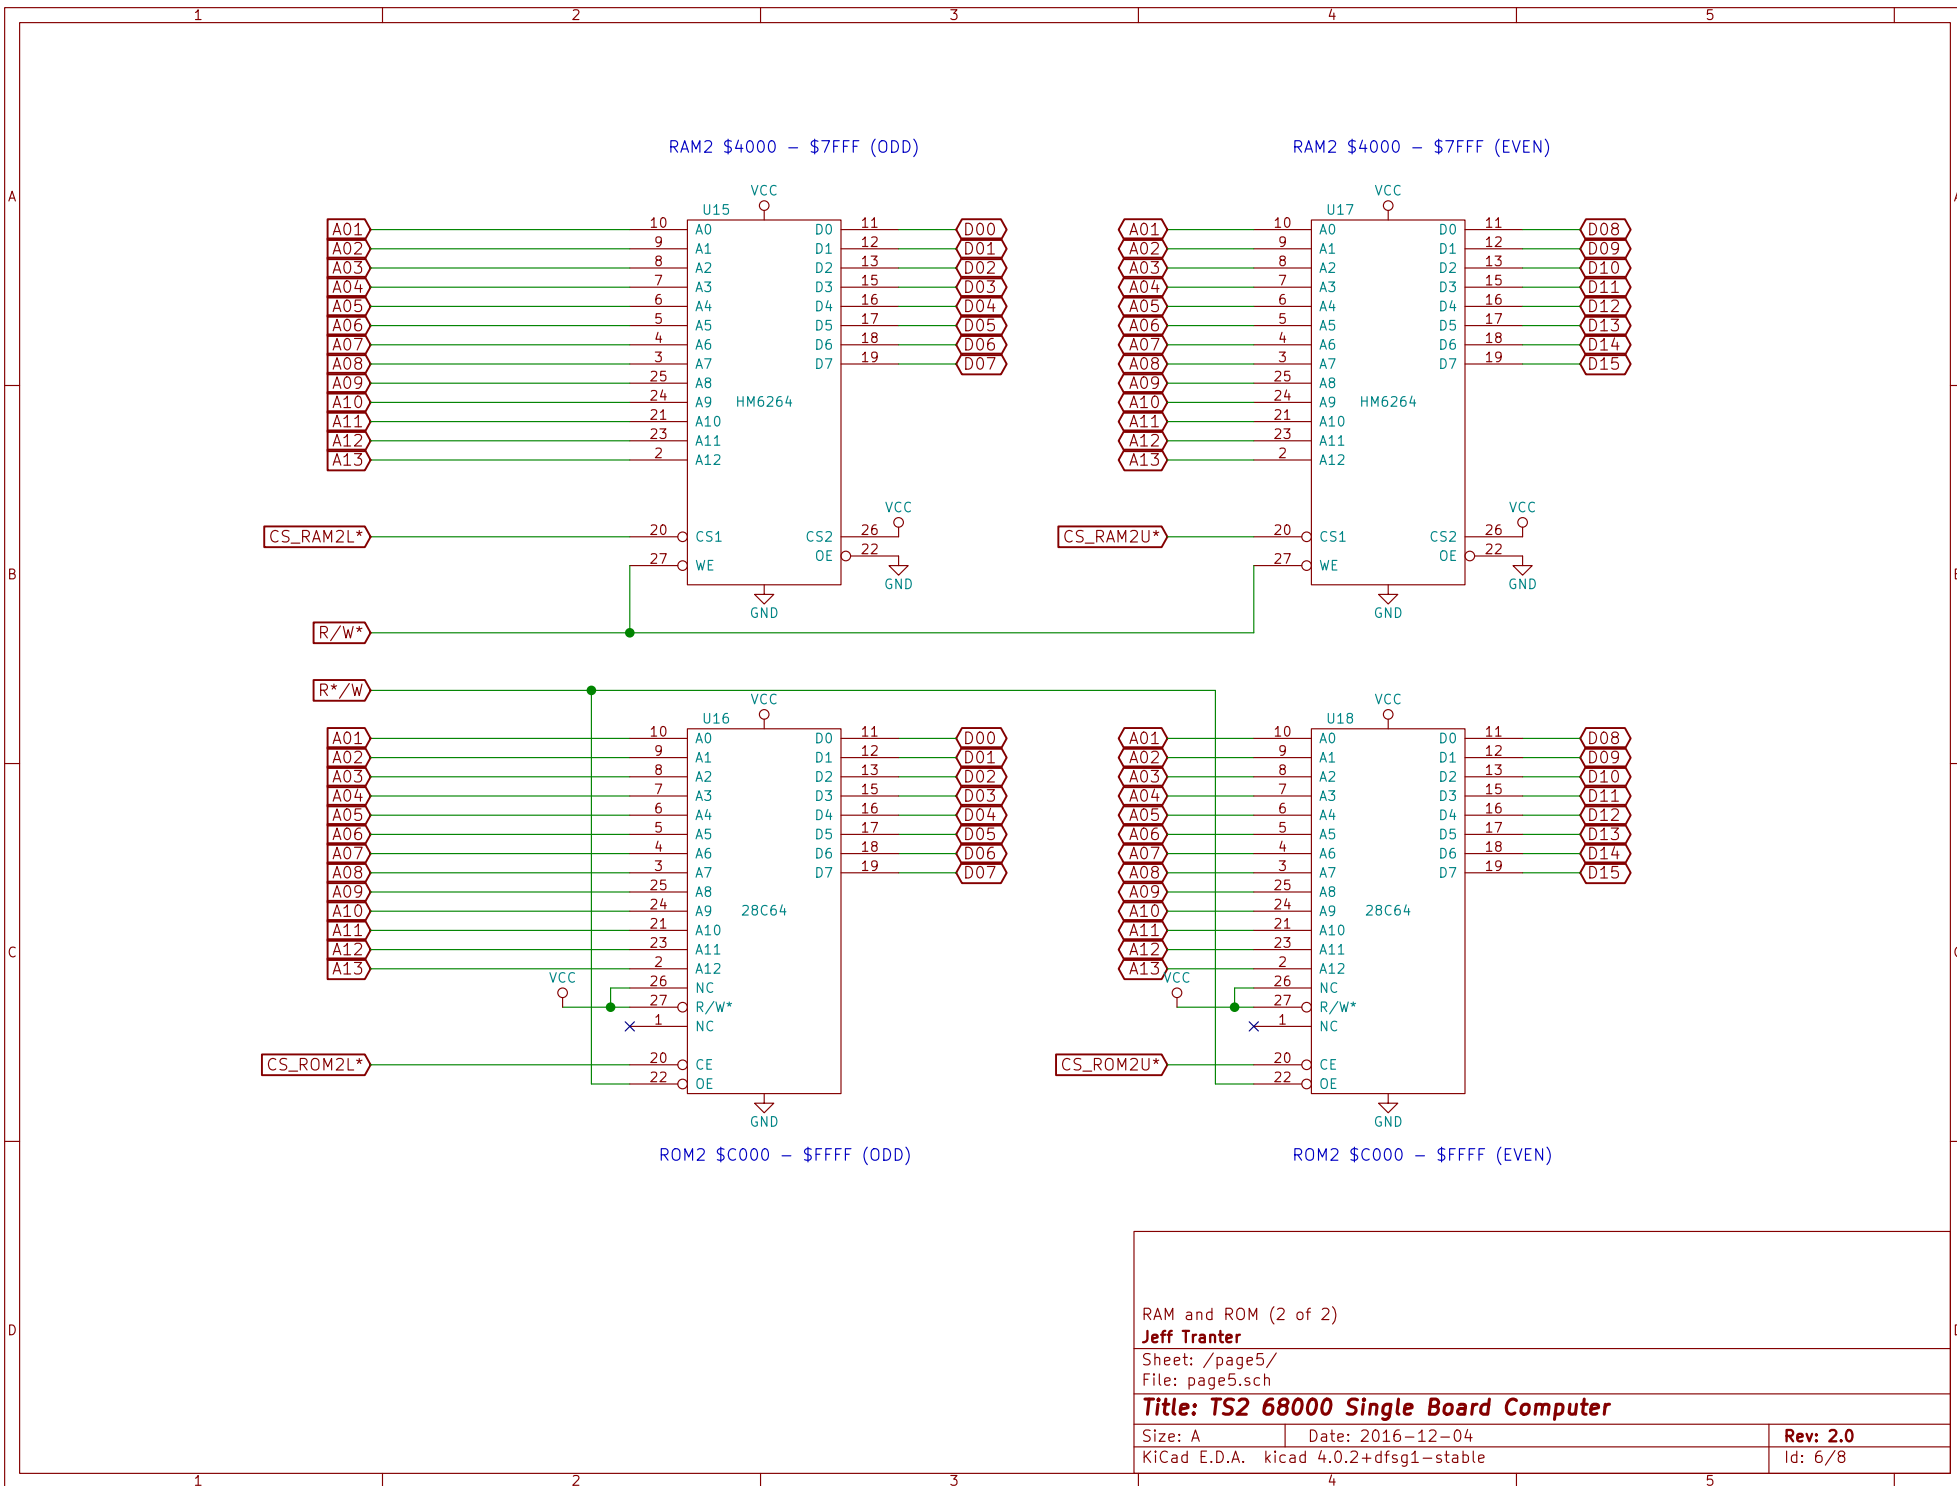 1 2 3 4 5
RAM2 $4000 - $7FFF (ODD) RAM2 $4000 - $7FFF (EVEN)
A
VCC VCC
U15 U17
A01 10 A0 D0 11 D00 A01 10 A0 D0 11 D08
A02 9 A1 D1 12 D01 A02 9 A1 D1 12 D09
A03 8 A2 D2 13 D02 A03 8 A2 D2 13 D10
A04 7 A3 D3 15 D03 A04 7 A3 D3 15 D11
A05 6 A4 D4 16 D04 A05 6 A4 D4 16 D12
A06 5 A5 D5 17 D05 A06 5 A5 D5 17 D13
A07 4 A6 D6 18 D06 A07 4 A6 D6 18 D14
A08 3 A7 D7 19 D07 A08 3 A7 D7 19 D15
A09 25 A8 A09 25 A8
A10 24 A9 HM6264 A10 24 A9 HM6264
A11 21 A10 A11 21 A10
A12 23 A11 A12 23 A11
A13 2 A12 A13 2 A12
VCC VCC
CS_RAM2L* 20 CS1 CS2 26 CS_RAM2U* 20 CS1 CS2 26
OE 22 OE 22
27 WE 27 WE
B
GND GND
GND GND
R/W*
R*/W
VCC VCC
U16 U18
A01 10 A0 D0 11 D00 A01 10 A0 D0 11 D08
A02 9 A1 D1 12 D01 A02 9 A1 D1 12 D09
A03 8 A2 D2 13 D02 A03 8 A2 D2 13 D10
A04 7 A3 D3 15 D03 A04 7 A3 D3 15 D11
A05 6 A4 D4 16 D04 A05 6 A4 D4 16 D12
A06 5 A5 D5 17 D05 A06 5 A5 D5 17 D13
A07 4 A6 D6 18 D06 A07 4 A6 D6 18 D14
A08 3 A7 D7 19 D07 A08 3 A7 D7 19 D15
A09 25 A8 A09 25 A8
A10 24 A9 28C64 A10 24 A9 28C64
A11 21 A10 A11 21 A10
C A12 23 A11 A12 23 A11
A13 2 A12 A13 2 A12
VCC 26 NC VCC 26 NC
27 R/W* 27 R/W*
1 NC 1 NC
CS_ROM2L* 20 CE CS_ROM2U* 20 CE
22 OE 22 OE
GND GND
ROM2 $C000 - $FFFF (ODD) ROM2 $C000 - $FFFF (EVEN)
RAM and ROM (2 of 2)
D
Jeff Tranter
Sheet: /page5/
File: page5.sch
Title: TS2 68000 Single Board Computer
Size: A Date: 2016-12-04 Rev: 2.0
KiCad E.D.A. kicad 4.0.2+dfsg1-stable Id: 6/8
1 2 3 4 5